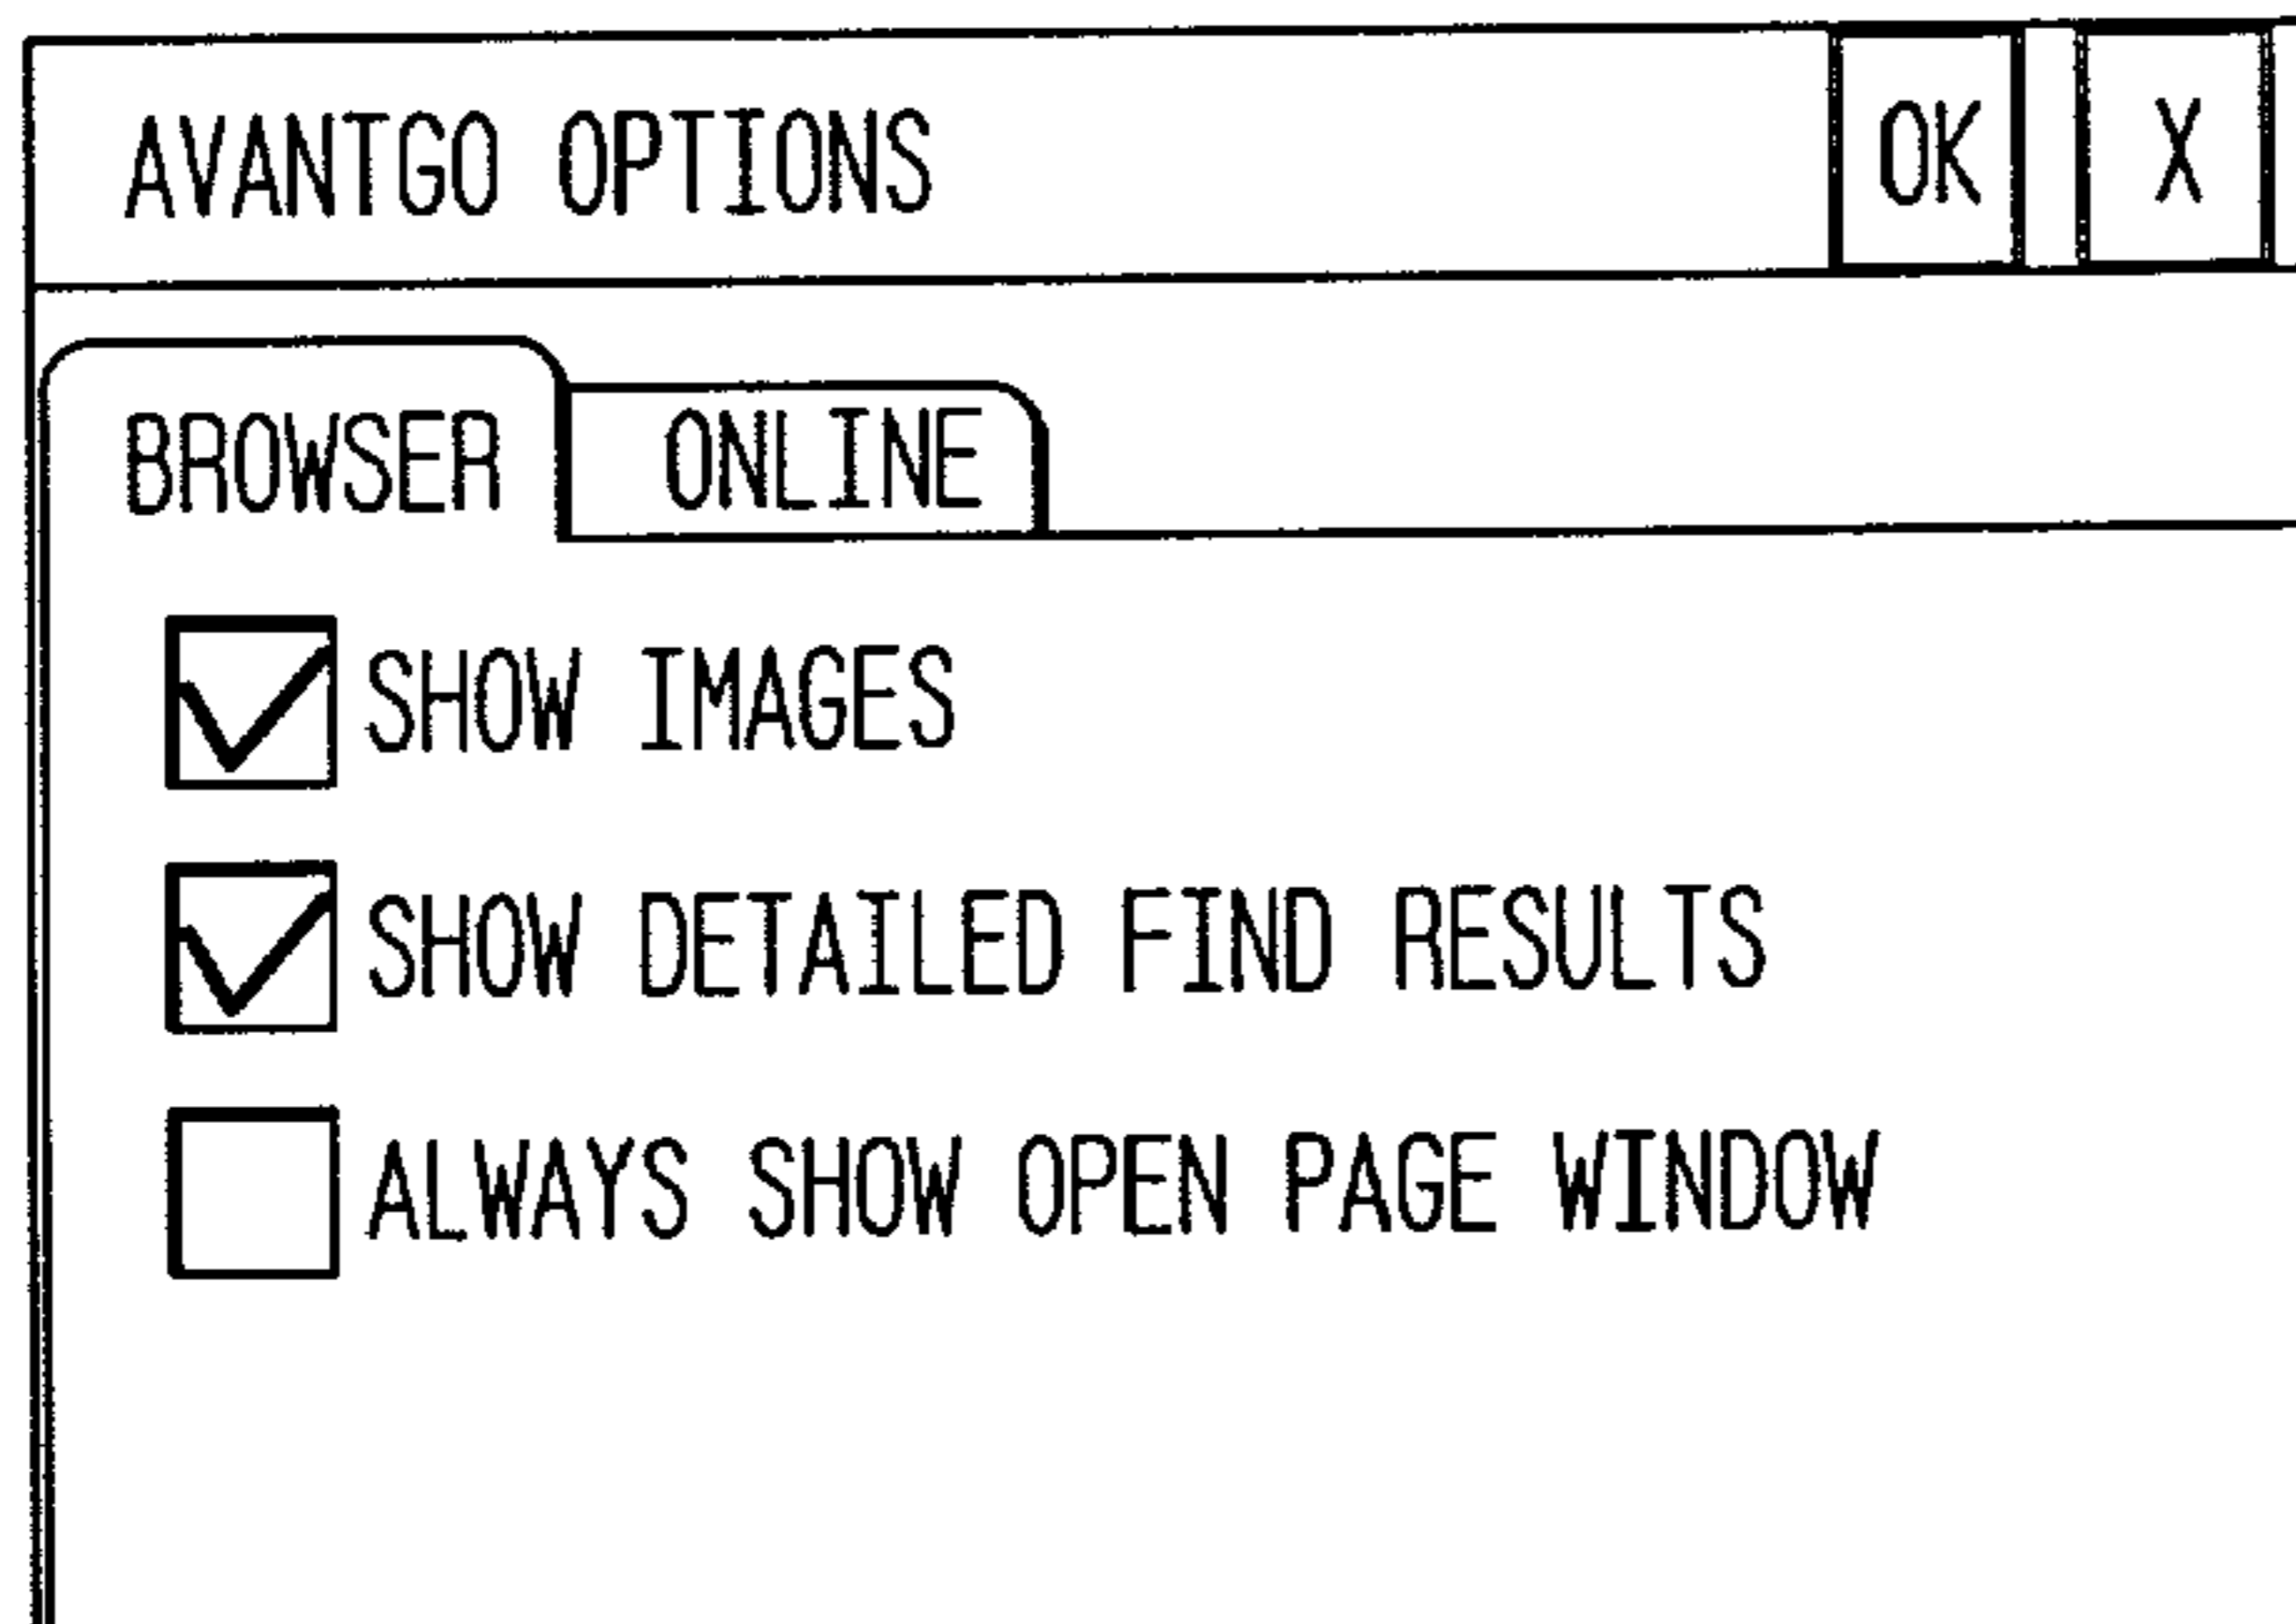 AVANTGO OPTIONS OK X
BROWSER ONLINE
SHOW IMAGES
SHOW DETAILED FIND RESULTS
ALWAYS SHOW OPEN PAGE WINDOW